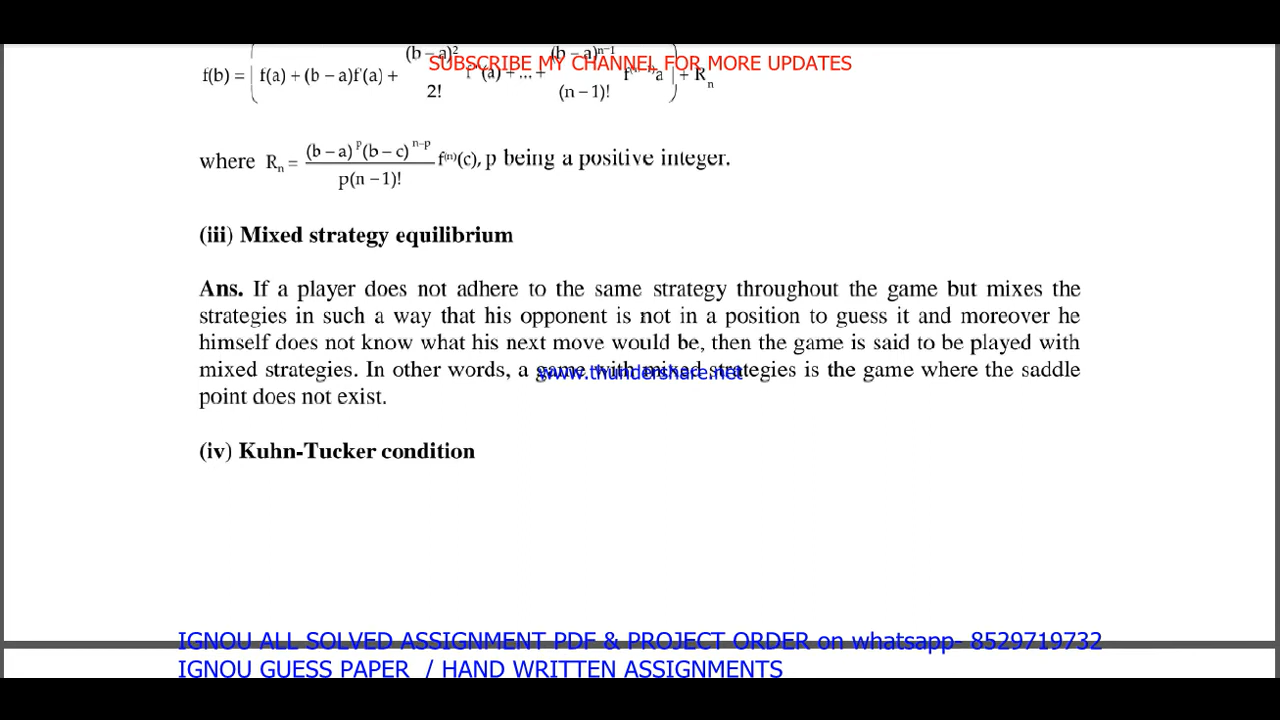 (b – a)² (b – a)ⁿ⁻¹
SUBSCRIBE MY CHANNEL FOR MORE UPDATES
f(b) = ( f(a) + (b – a)f'(a) + (a) + ... + a ) + Rₙ
2! (n – 1)!
where Rₙ = (b – a)ᵖ(b – c)ⁿ⁻ᵖ f⁽ⁿ⁾(c), p being a positive integer.
p(n – 1)!
(iii) Mixed strategy equilibrium
Ans. If a player does not adhere to the same strategy throughout the game but mixes the
strategies in such a way that his opponent is not in a position to guess it and moreover he
himself does not know what his next move would be, then the game is said to be played with
mixed strategies. In other words, a game with mixed strategies is the game where the saddle
www.thundershare.net
point does not exist.
(iv) Kuhn-Tucker condition
IGNOU ALL SOLVED ASSIGNMENT PDF & PROJECT ORDER on whatsapp- 8529719732
IGNOU GUESS PAPER / HAND WRITTEN ASSIGNMENTS